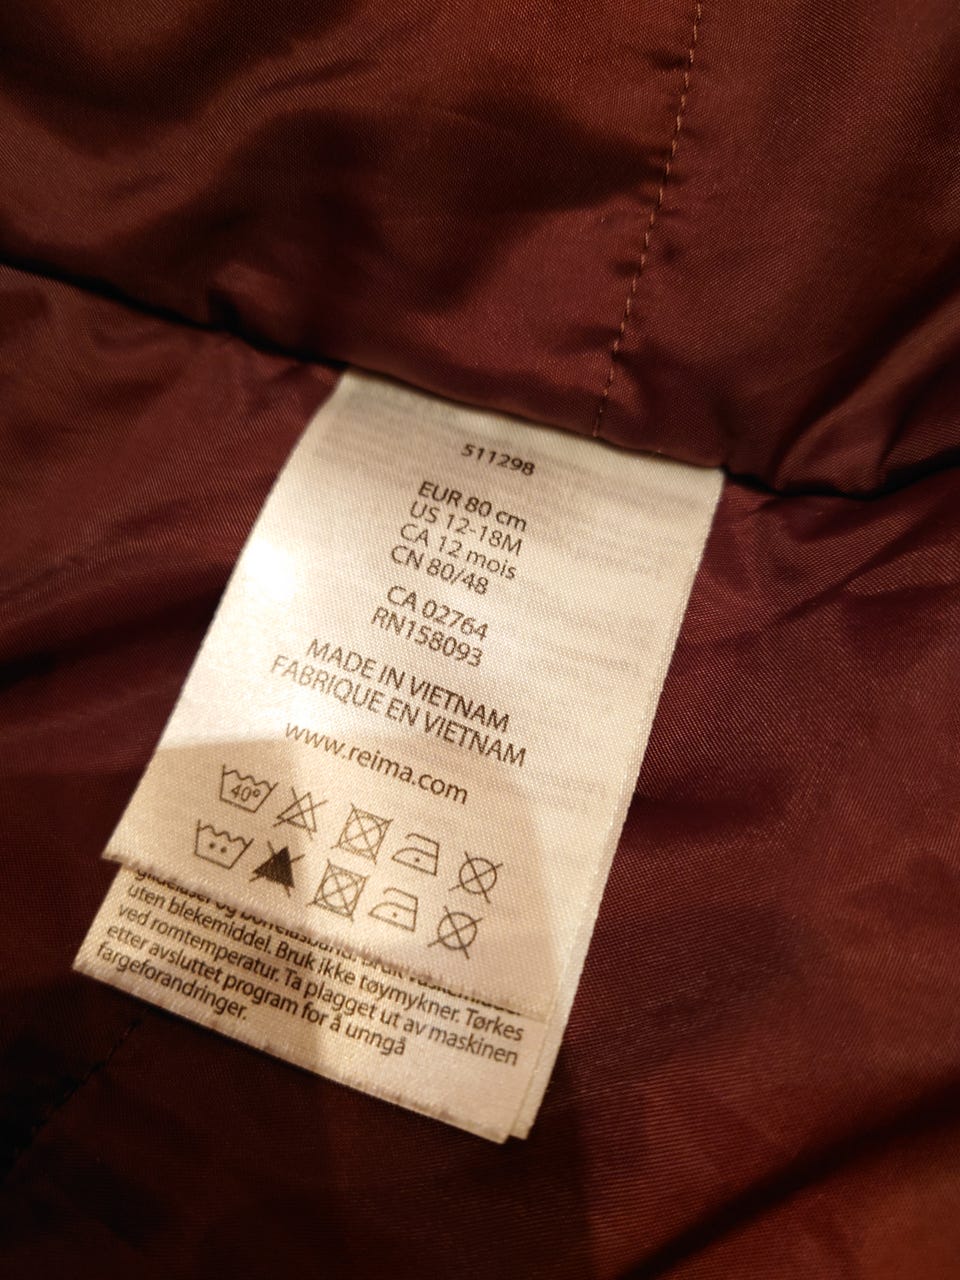 511298
EUR 80 cm
US 12-18M
CA 12 mois
CN 80/48
CA 02764
RN158093
MADE IN VIETNAM
FABRIQUE EN VIETNAM
www.reima.com
40°
uten blekemiddel. Bruk ikke tøymykner. Tørkes
ved romtemperatur. Ta plagget ut av maskinen
etter avsluttet program for å unngå
fargeforandringer.